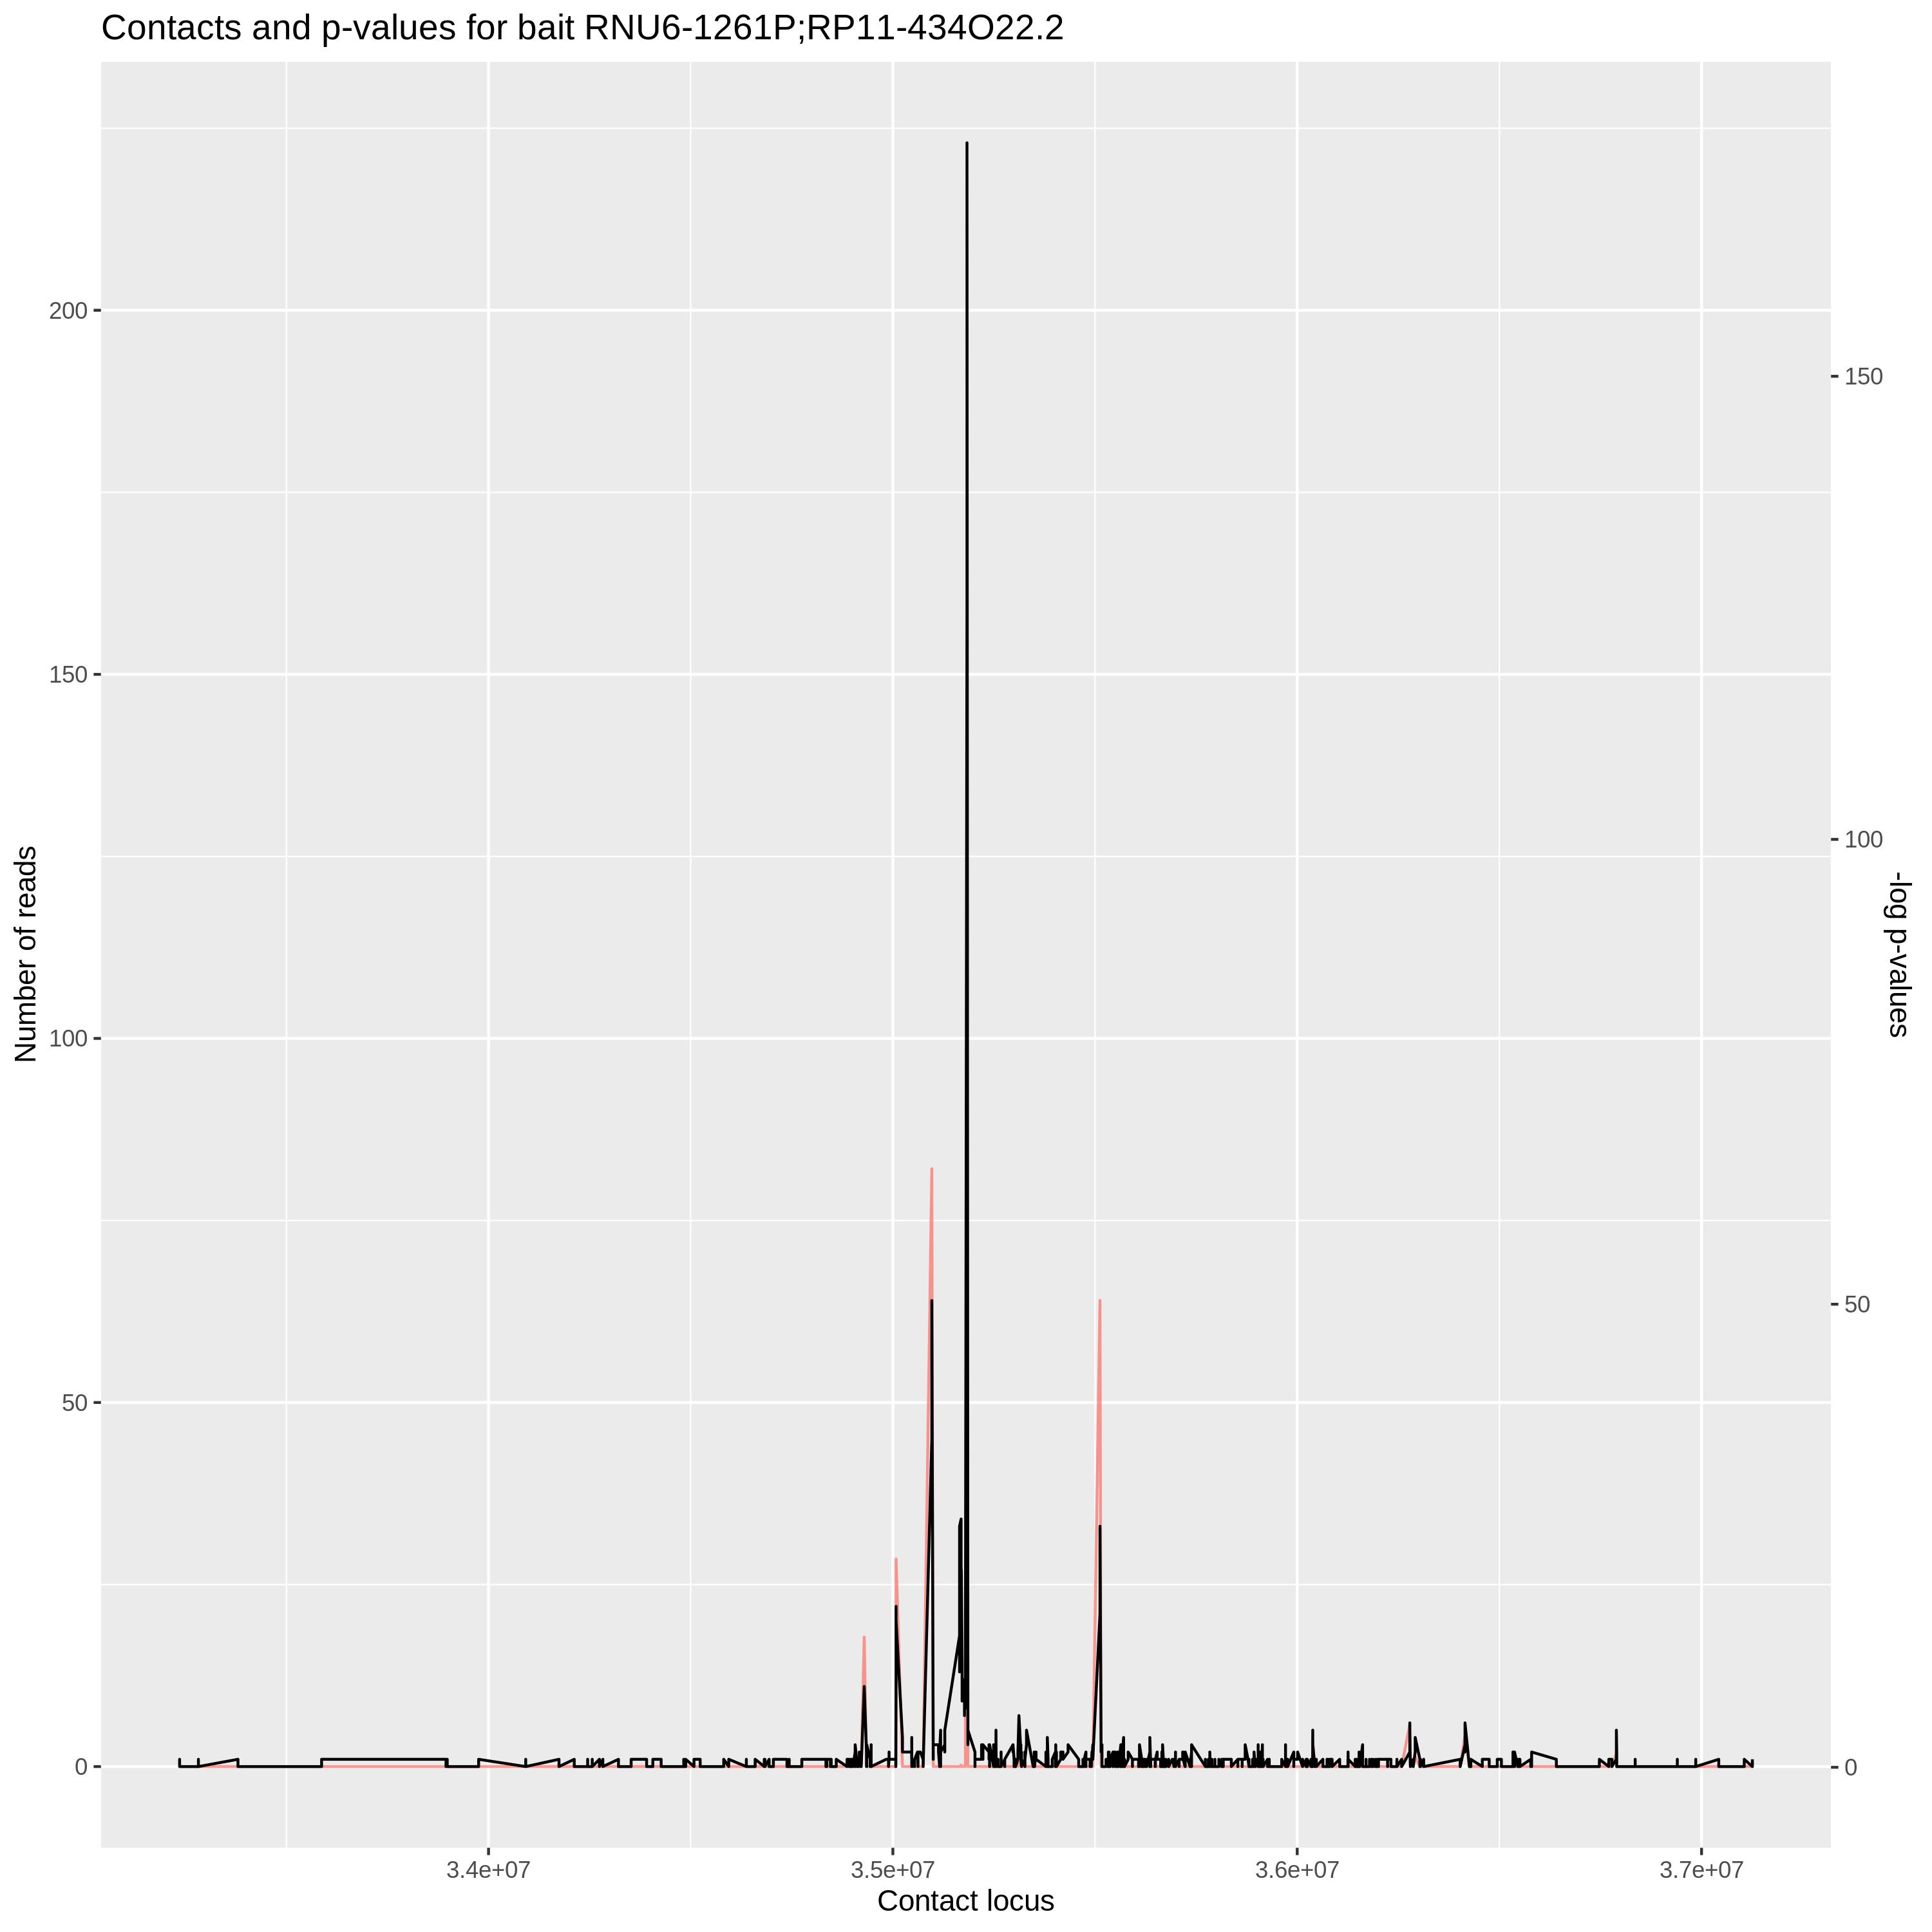 Contacts and p-values for bait RNU6-1261P;RP11-434O22.2
200
150
100
50
0
Number of reads
150
100
50
0
-log p-values
3.4e+07 3.5e+07 3.6e+07 3.7e+07
Contact locus